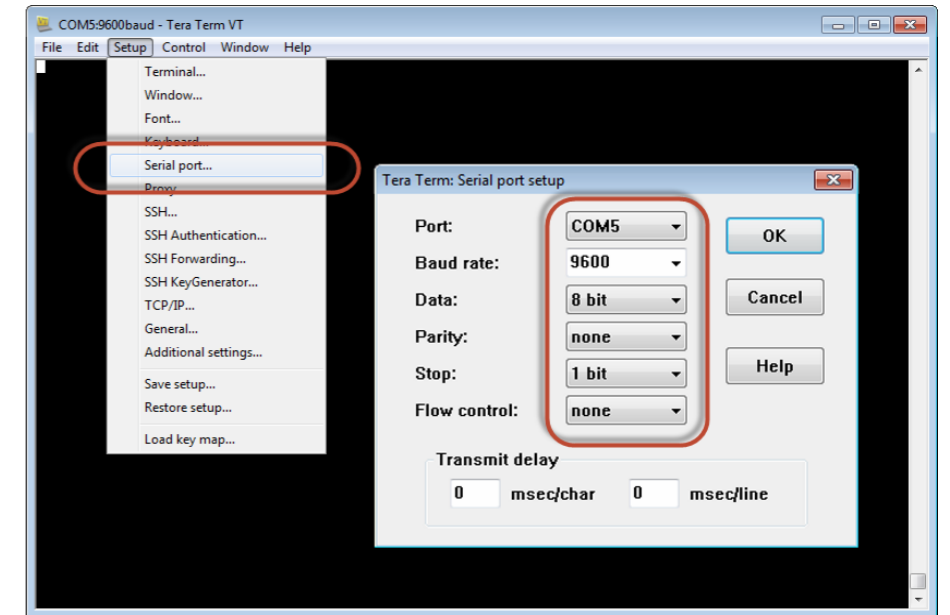 COM5:9600baud - Tera Term VT
File Edit Setup Control Window Help
Terminal...
Window...
Font...
Keyboard...
Serial port...
Proxy...
SSH...
SSH Authentication...
SSH Forwarding...
SSH KeyGenerator...
TCP/IP...
General...
Additional settings...
Save setup...
Restore setup...
Load key map...
Tera Term: Serial port setup
Port: COM5 OK
Baud rate: 9600
Data: 8 bit Cancel
Parity: none
Stop: 1 bit Help
Flow control: none
Transmit delay
0 msec/char 0 msec/line